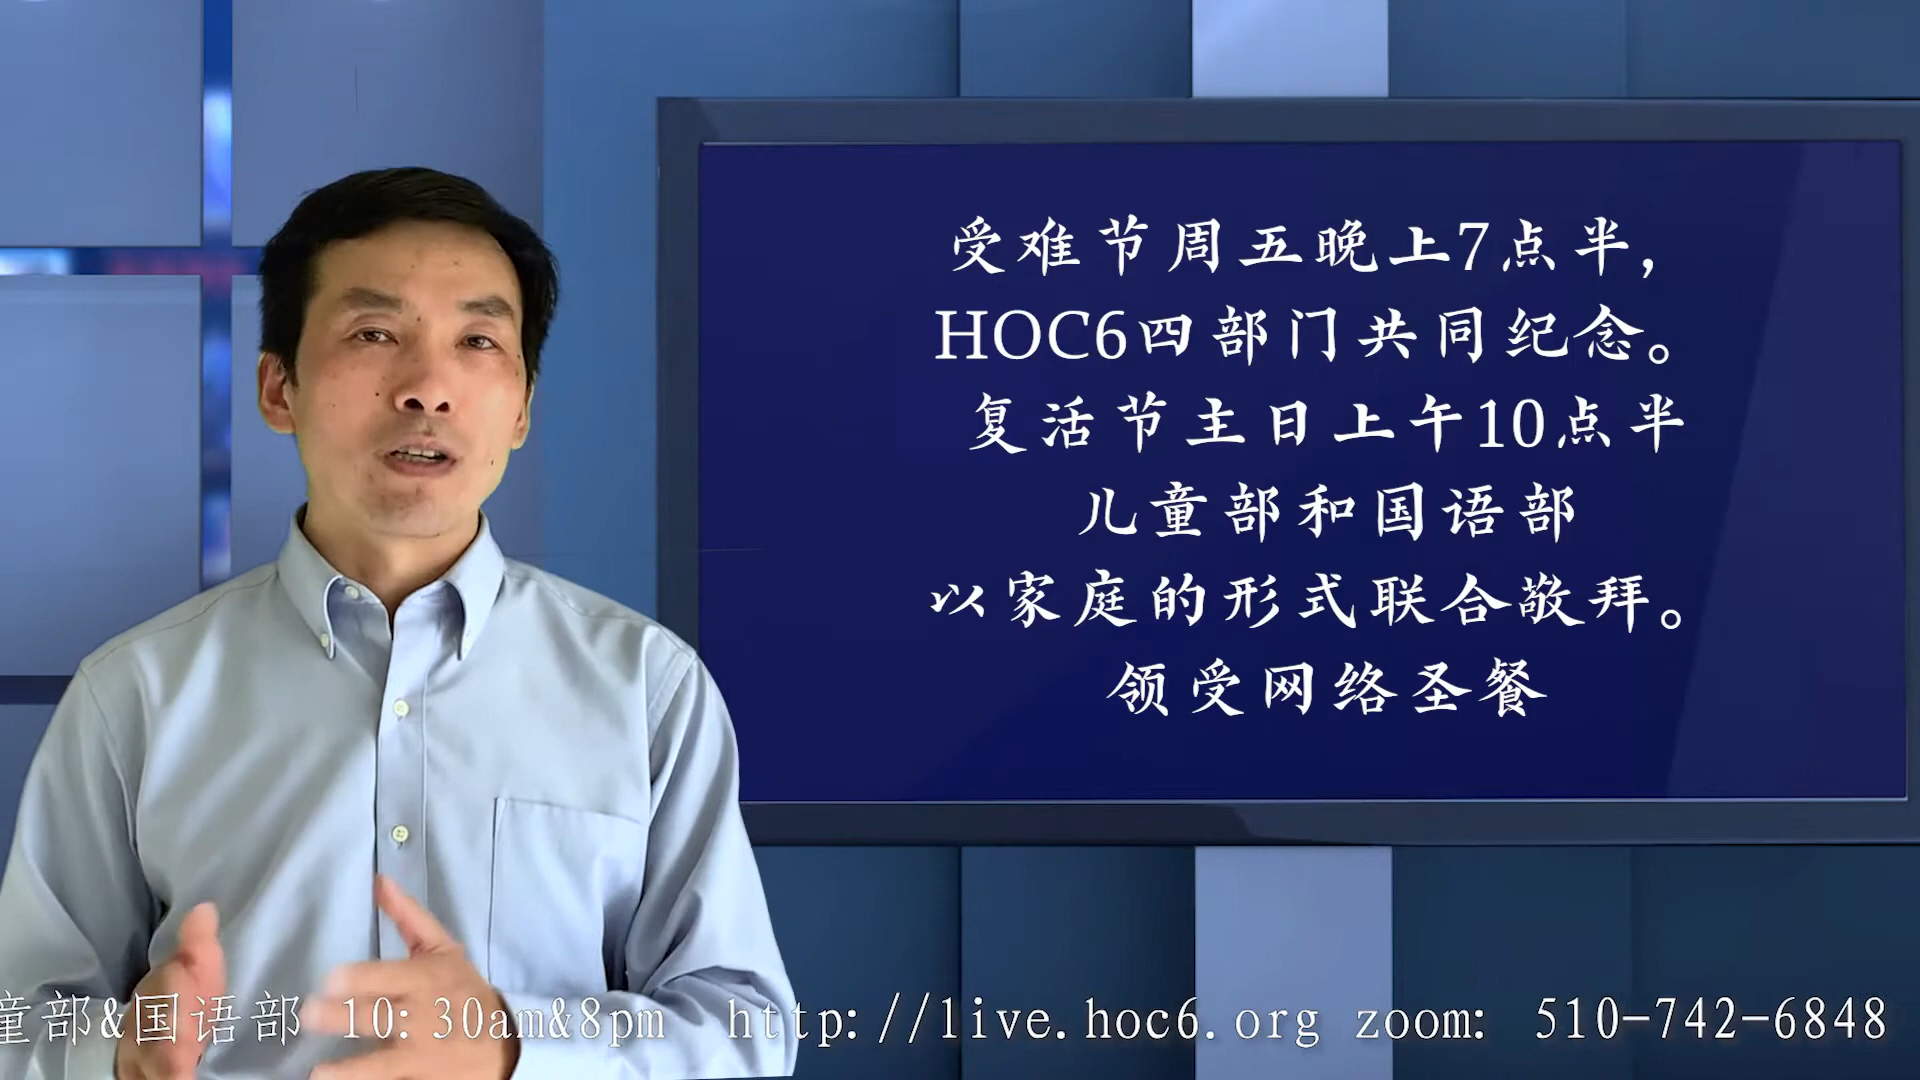 受难节周五晚上7点半，
HOC6四部门共同纪念。
复活节主日上午10点半
儿童部和国语部
以家庭的形式联合敬拜。
领受网络圣餐
童部&国语部 10:30am&8pm http://live.hoc6.org zoom: 510-742-6848